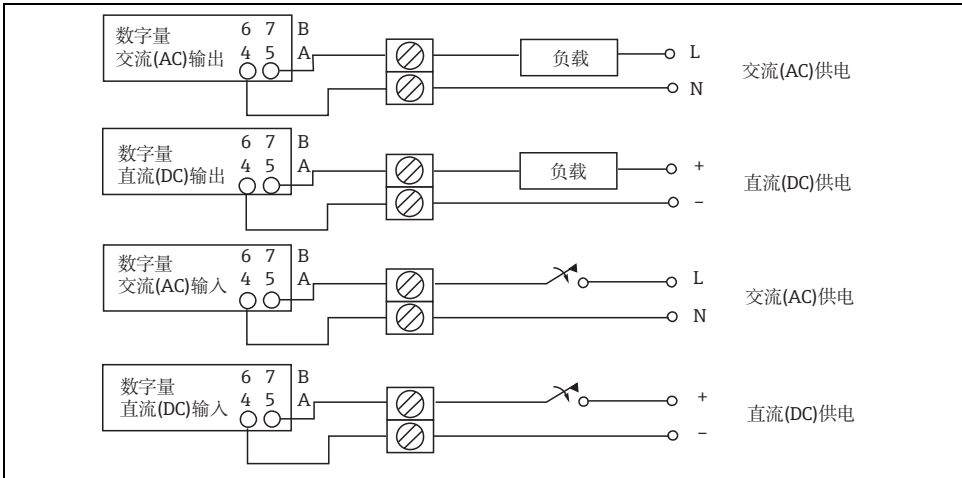 数字量 6 7 B
交流(AC)输出 4 5 A
负载 L
N
交流(AC)供电
数字量 6 7 B
直流(DC)输出 4 5 A
负载 +
–
直流(DC)供电
数字量 6 7 B
交流(AC)输入 4 5 A
L
N
交流(AC)供电
数字量 6 7 B
直流(DC)输入 4 5 A
+
–
直流(DC)供电